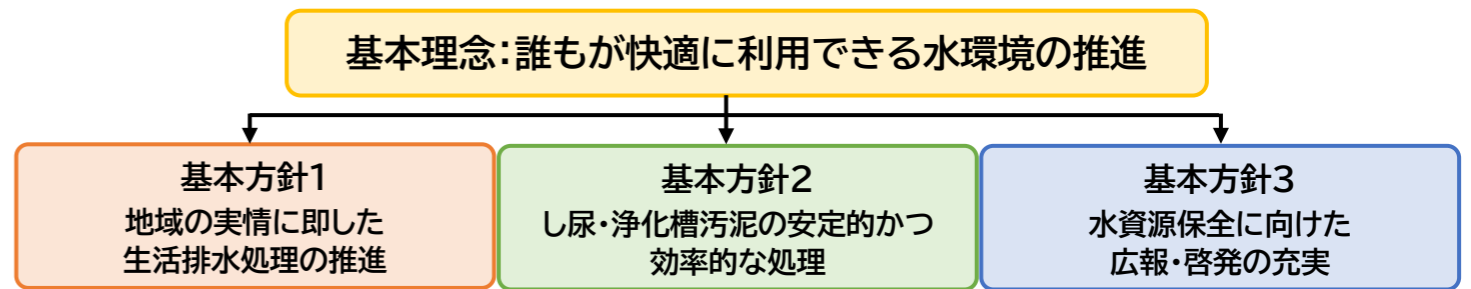 基本理念：誰もが快適に利用できる水環境の推進
基本方針1
地域の実情に即した
生活排水処理の推進
基本方針2
し尿・浄化槽汚泥の安定的かつ
効率的な処理
基本方針3
水資源保全に向けた
広報・啓発の充実